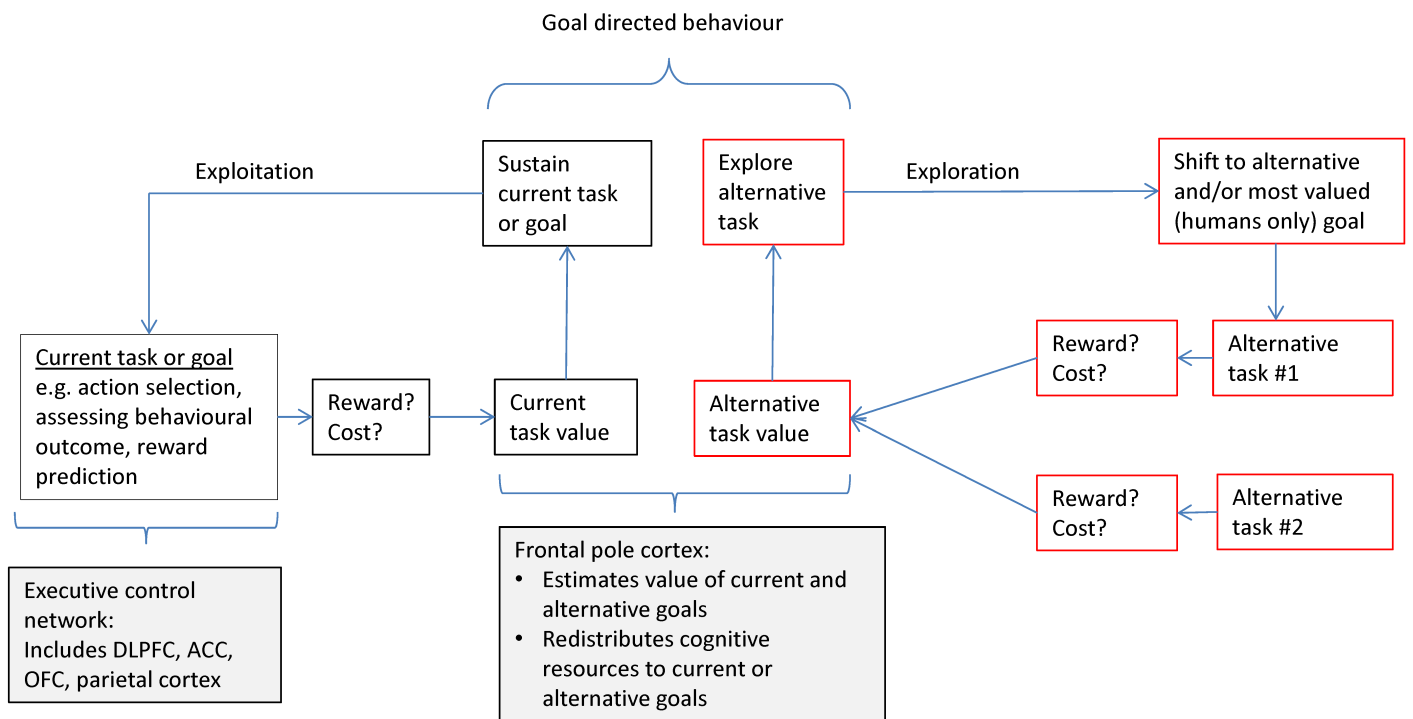 Goal directed behaviour
Exploitation
Sustain
current task
or goal
Explore
alternative
task
Exploration
Shift to alternative
and/or most valued
(humans only) goal
Current task or goal
e.g. action selection,
assessing behavioural
outcome, reward
prediction
Reward?
Cost?
Current
task value
Alternative
task value
Reward?
Cost?
Alternative
task #1
Reward?
Cost?
Alternative
task #2
Executive control
network:
Includes DLPFC, ACC,
OFC, parietal cortex
Frontal pole cortex:
• Estimates value of current and
alternative goals
• Redistributes cognitive
resources to current or
alternative goals